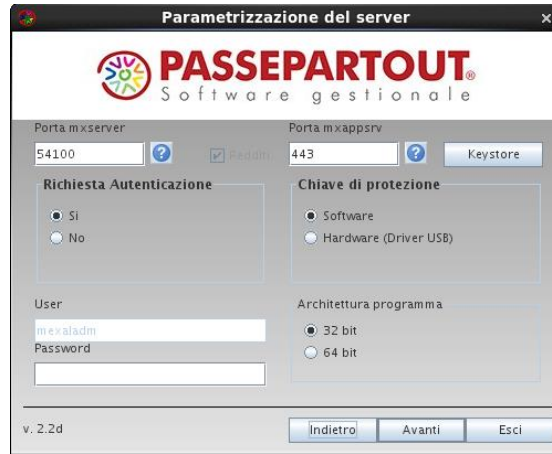 Parametrizzazione del server
PASSEPARTOUT®
Software gestionale
Porta mxserver
Porta mxappsrv
54100
Redditi
443
Keystore
Richiesta Autenticazione
Chiave di protezione
Si
Software
No
Hardware (Driver USB)
User
Architettura programma
mexaladm
32 bit
Password
64 bit
v. 2.2d
Indietro
Avanti
Esci